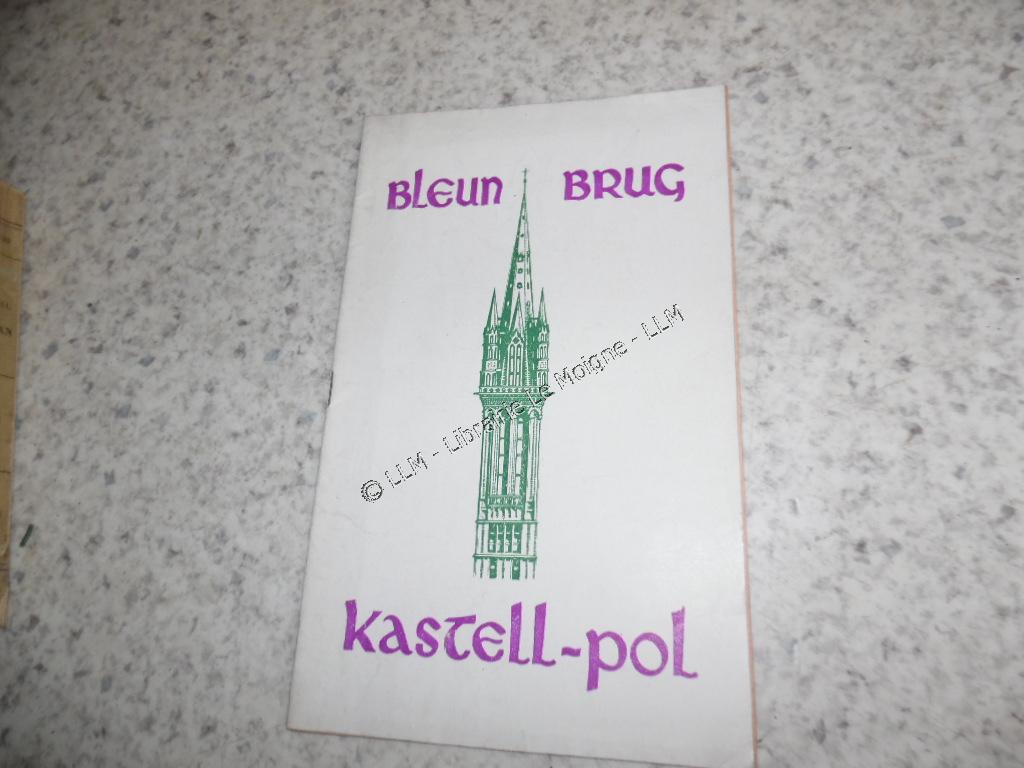 Bleun Brug
© LLM - Librairie Le Moigne - LLM
kastell-pol